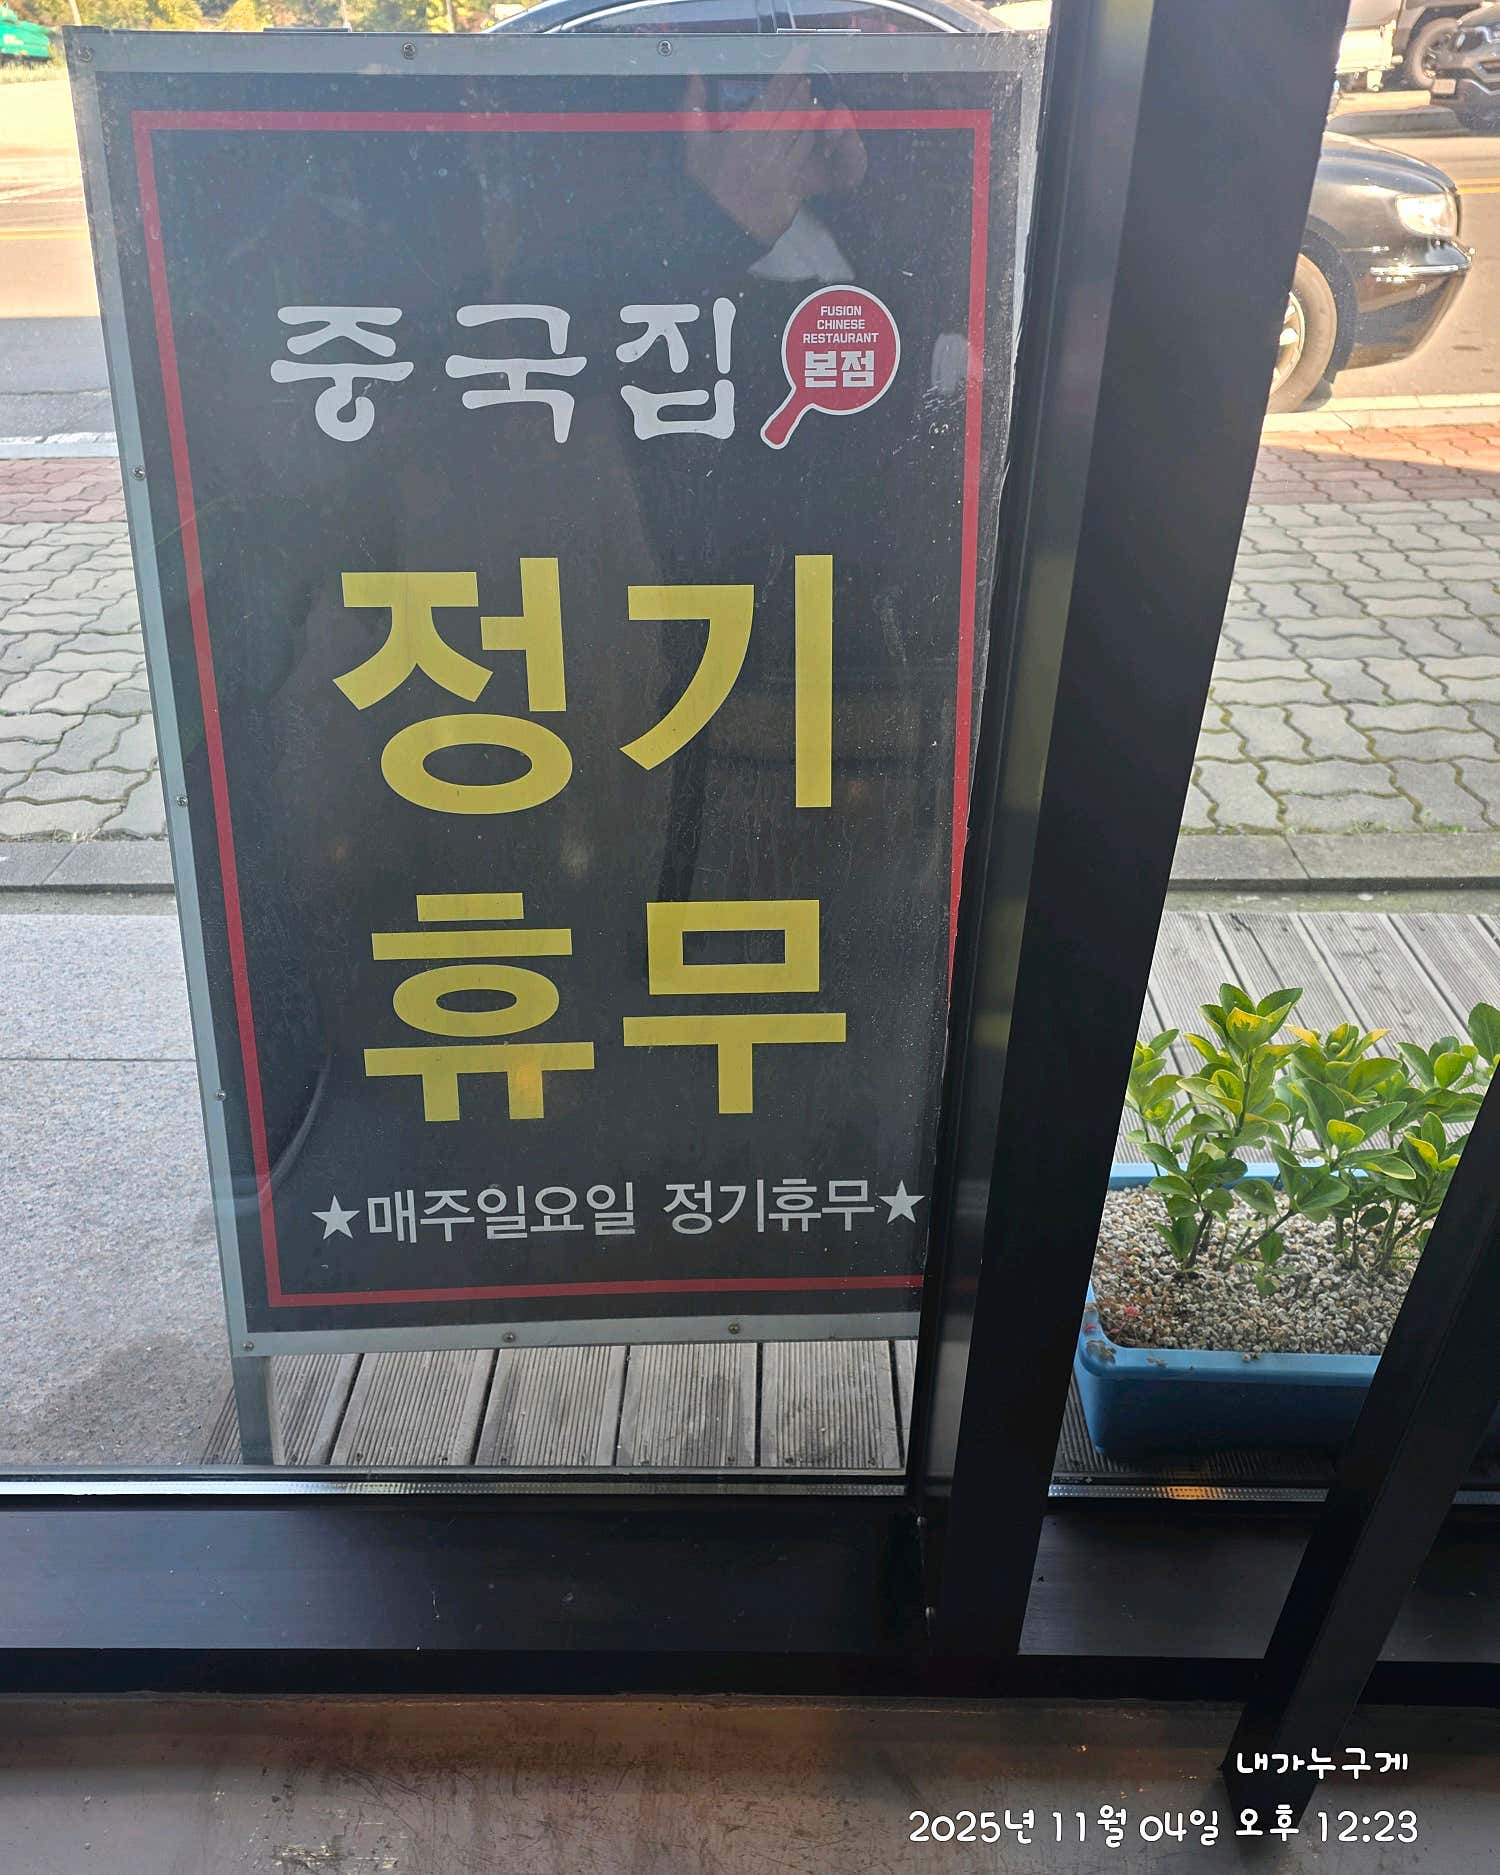 중국집
FUSION
CHINESE
RESTAURANT
본점
정기
휴무
★매주일요일 정기휴무★
내가누구게
2025년 11월 04일 오후 12:23